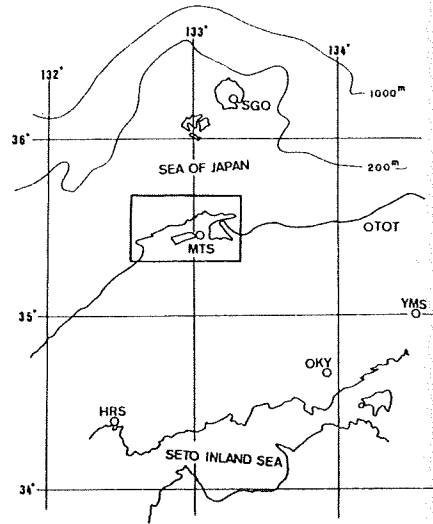 133°
132°
134°
1000m
SGO
36°
SEA OF JAPAN
200m
OTOT
MTS
35°
YMS
OKY
HRS
SETO INLAND SEA
34°